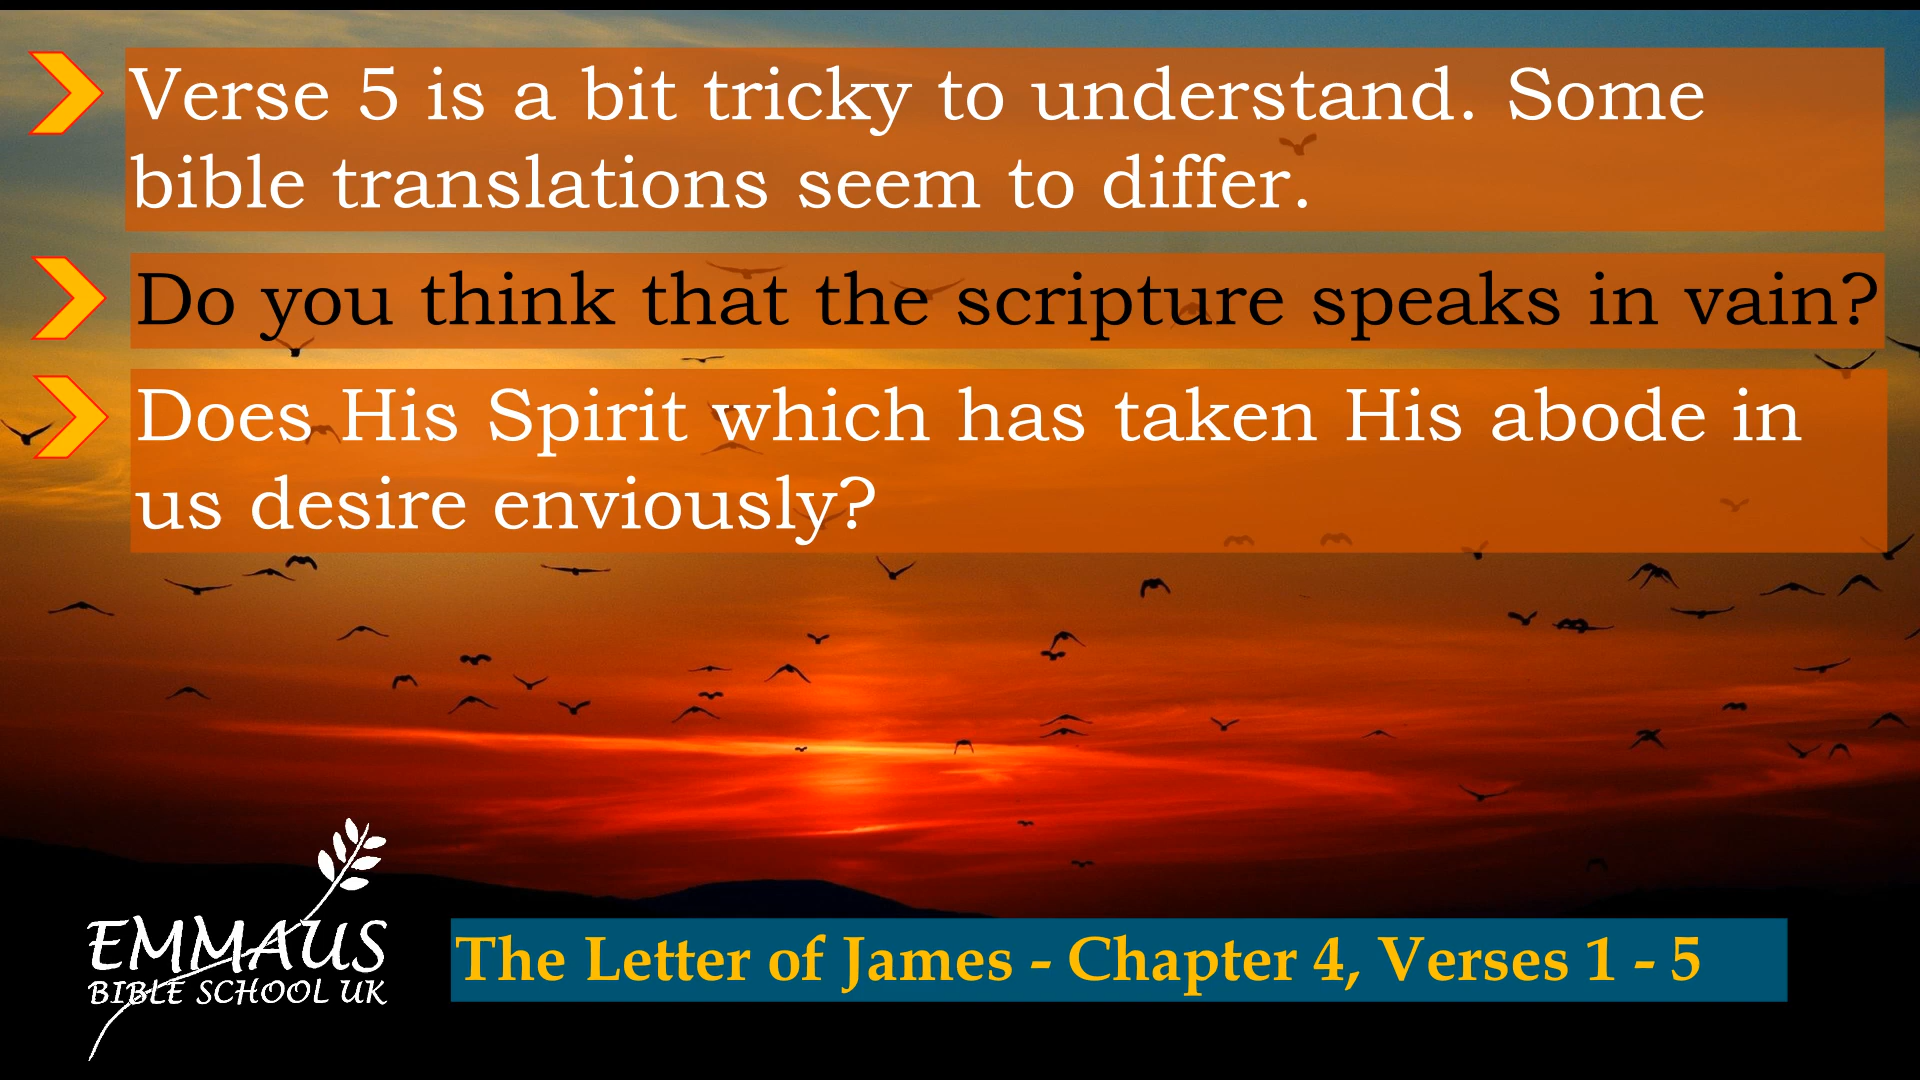 Verse 5 is a bit tricky to understand. Some
bible translations seem to differ.
Do you think that the scripture speaks in vain?
Does His Spirit which has taken His abode in
us desire enviously?
EMMAUS
BIBLE SCHOOL UK
The Letter of James - Chapter 4, Verses 1 - 5